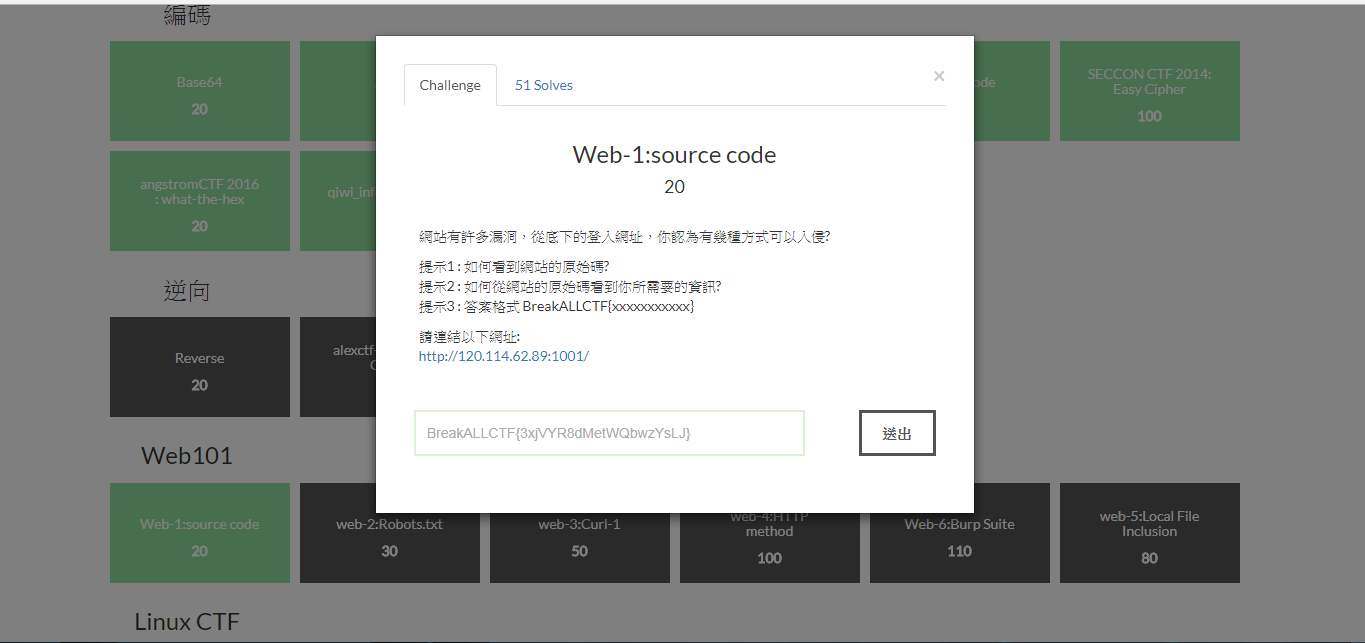 編碼
Base64
20
ode
SECCON CTF 2014:
Easy Cipher
100
angstromCTF 2016
: what-the-hex
20
qiwi_inf
Challenge
51 Solves
×
Web-1:source code
20
網站有許多漏洞，從底下的登入網址，你認為有幾種方式可以入侵?
提示1 : 如何看到網站的原始碼?
提示2 : 如何從網站的原始碼看到你所需要的資訊?
提示3 : 答案格式 BreakALLCTF{xxxxxxxxxxx}
請連結以下網址:
http://120.114.62.89:1001/
BreakALLCTF{3xjVYR8dMetWQbwzYsLJ}
送出
逆向
Reverse
20
alexctf-
Web101
Web-1:source code
20
web-2:Robots.txt
30
web-3:Curl-1
50
web-4:HTTP
method
100
Web-6:Burp Suite
110
web-5:Local File
Inclusion
80
Linux CTF